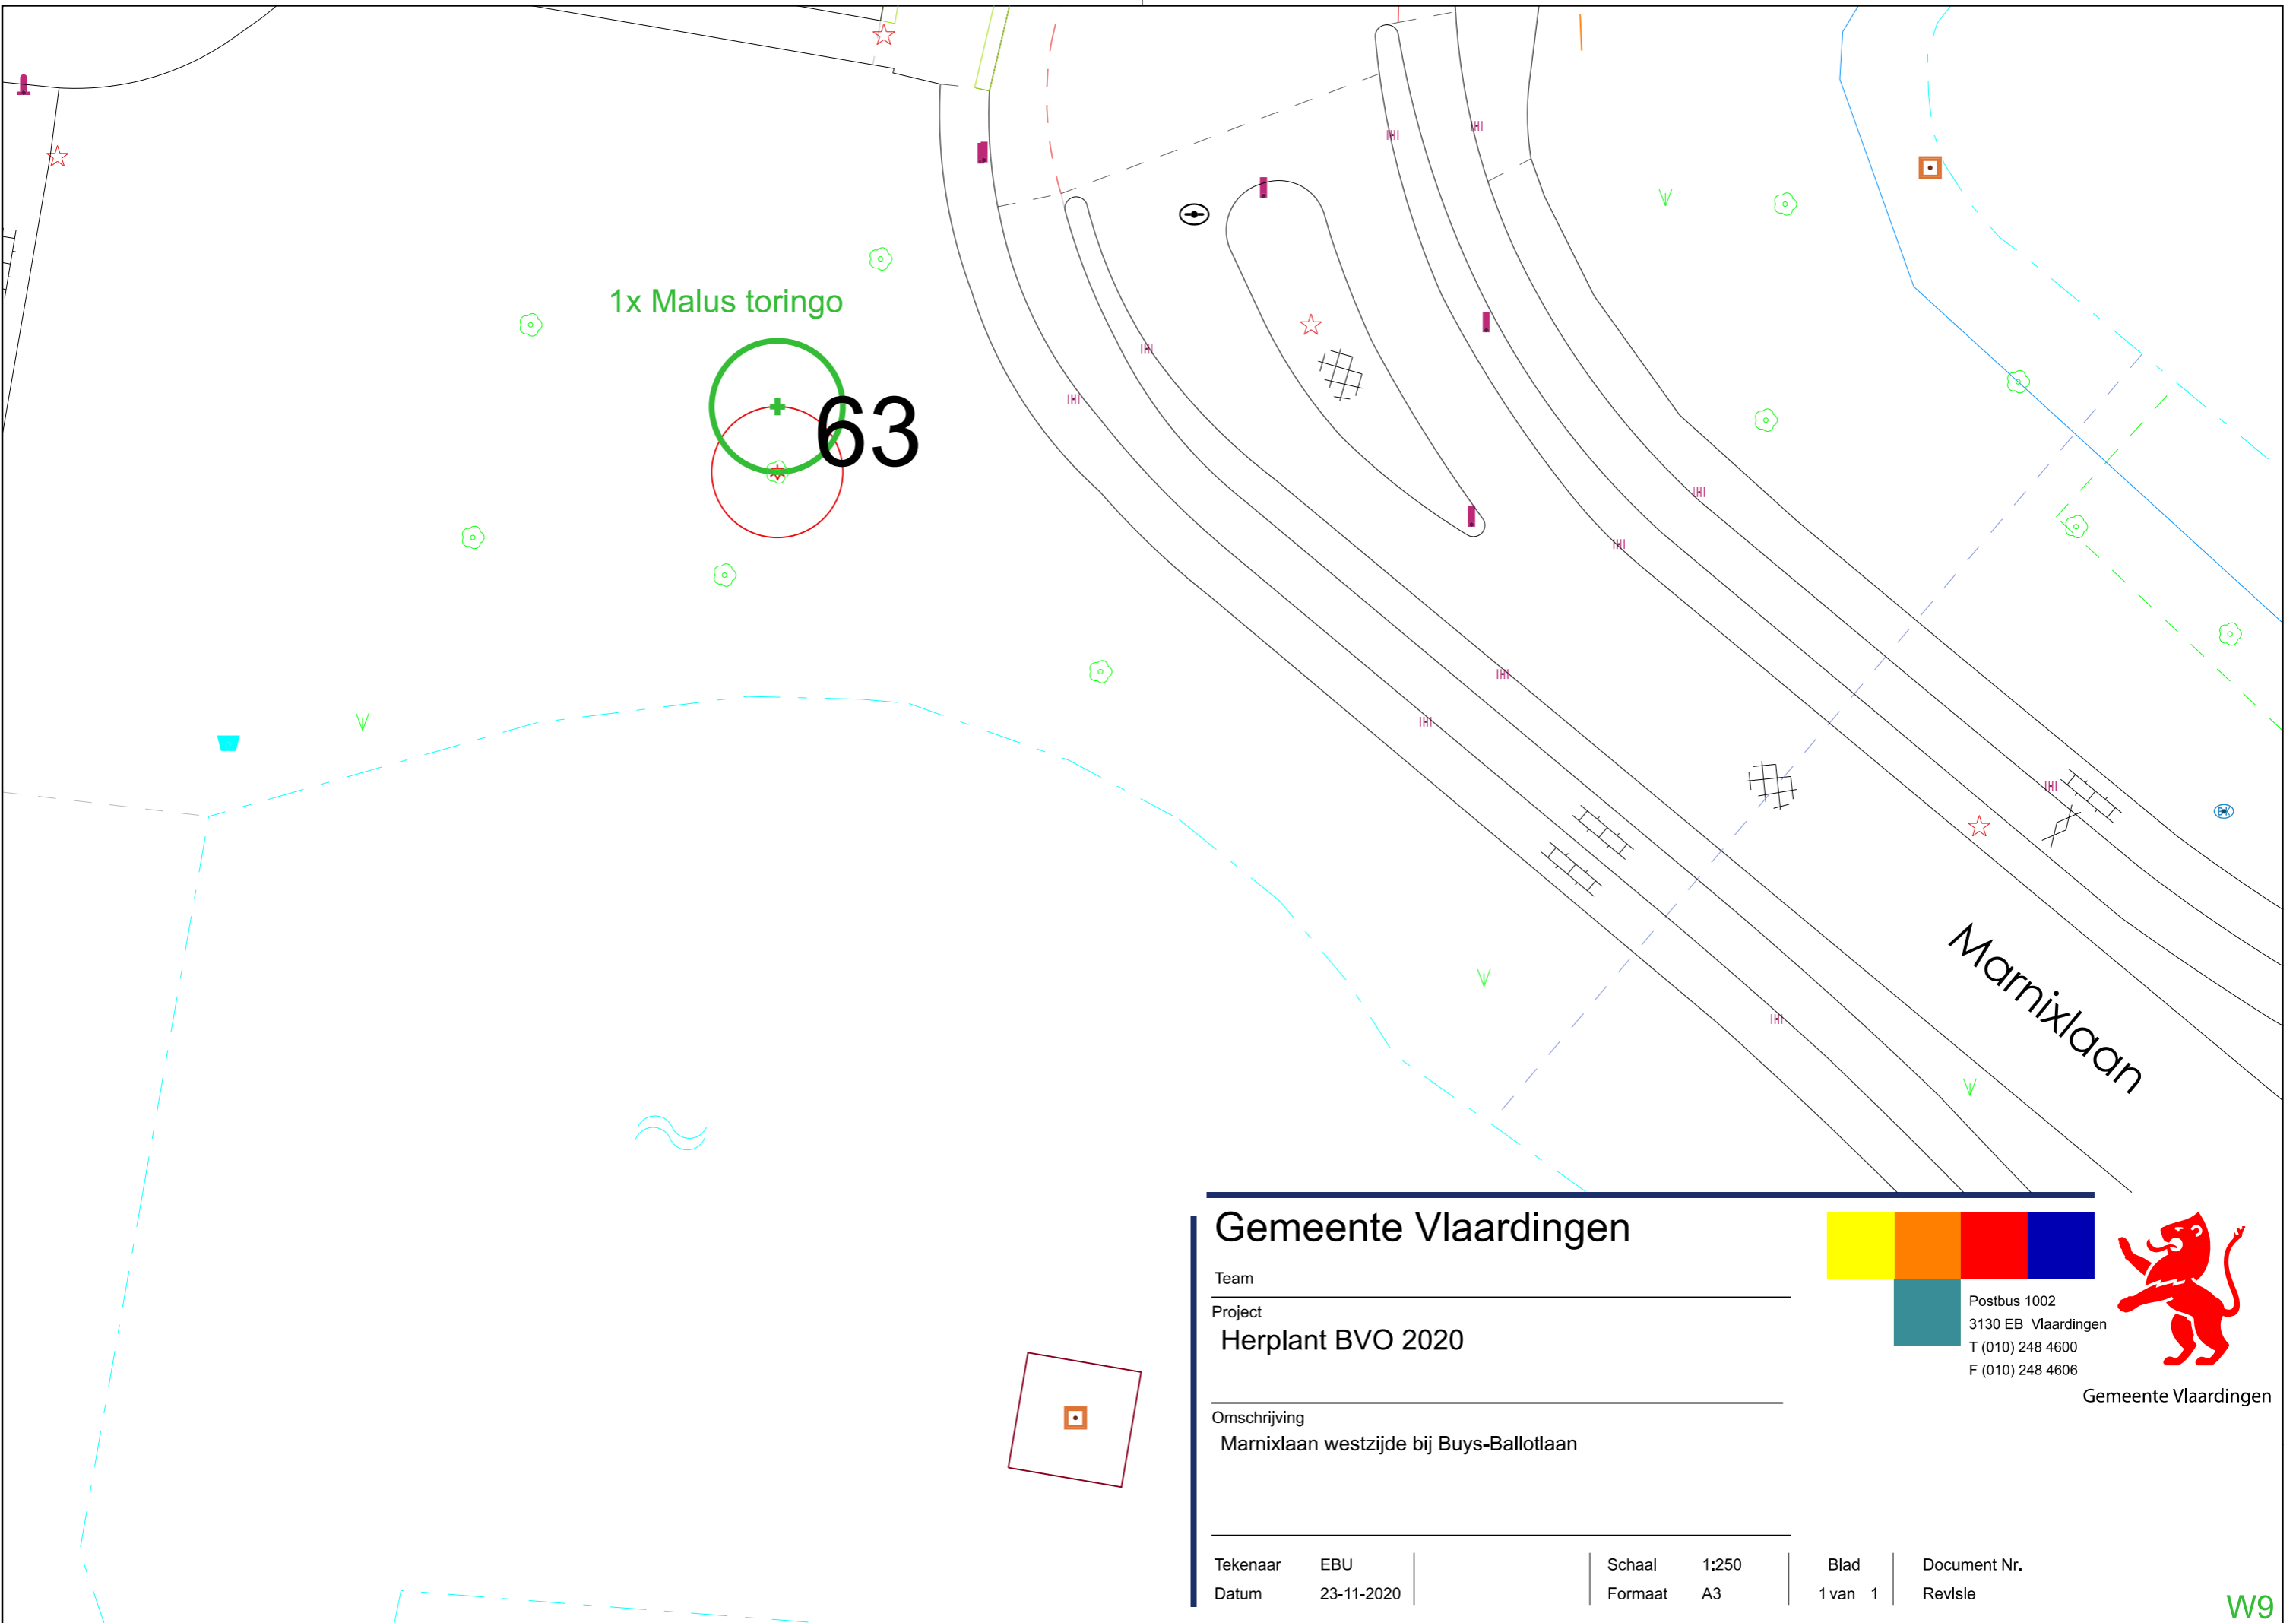 1x Malus toringo
63
BK
Marnixlaan
Gemeente Vlaardingen
Team
Project
Herplant BVO 2020
Omschrijving
Marnixlaan westzijde bij Buys-Ballotlaan
Postbus 1002
3130 EB Vlaardingen
T (010) 248 4600
F (010) 248 4606
Gemeente Vlaardingen
Tekenaar EBU Schaal 1:250 Blad Document Nr.
Datum 23-11-2020 Formaat A3 1 van 1 Revisie
W9